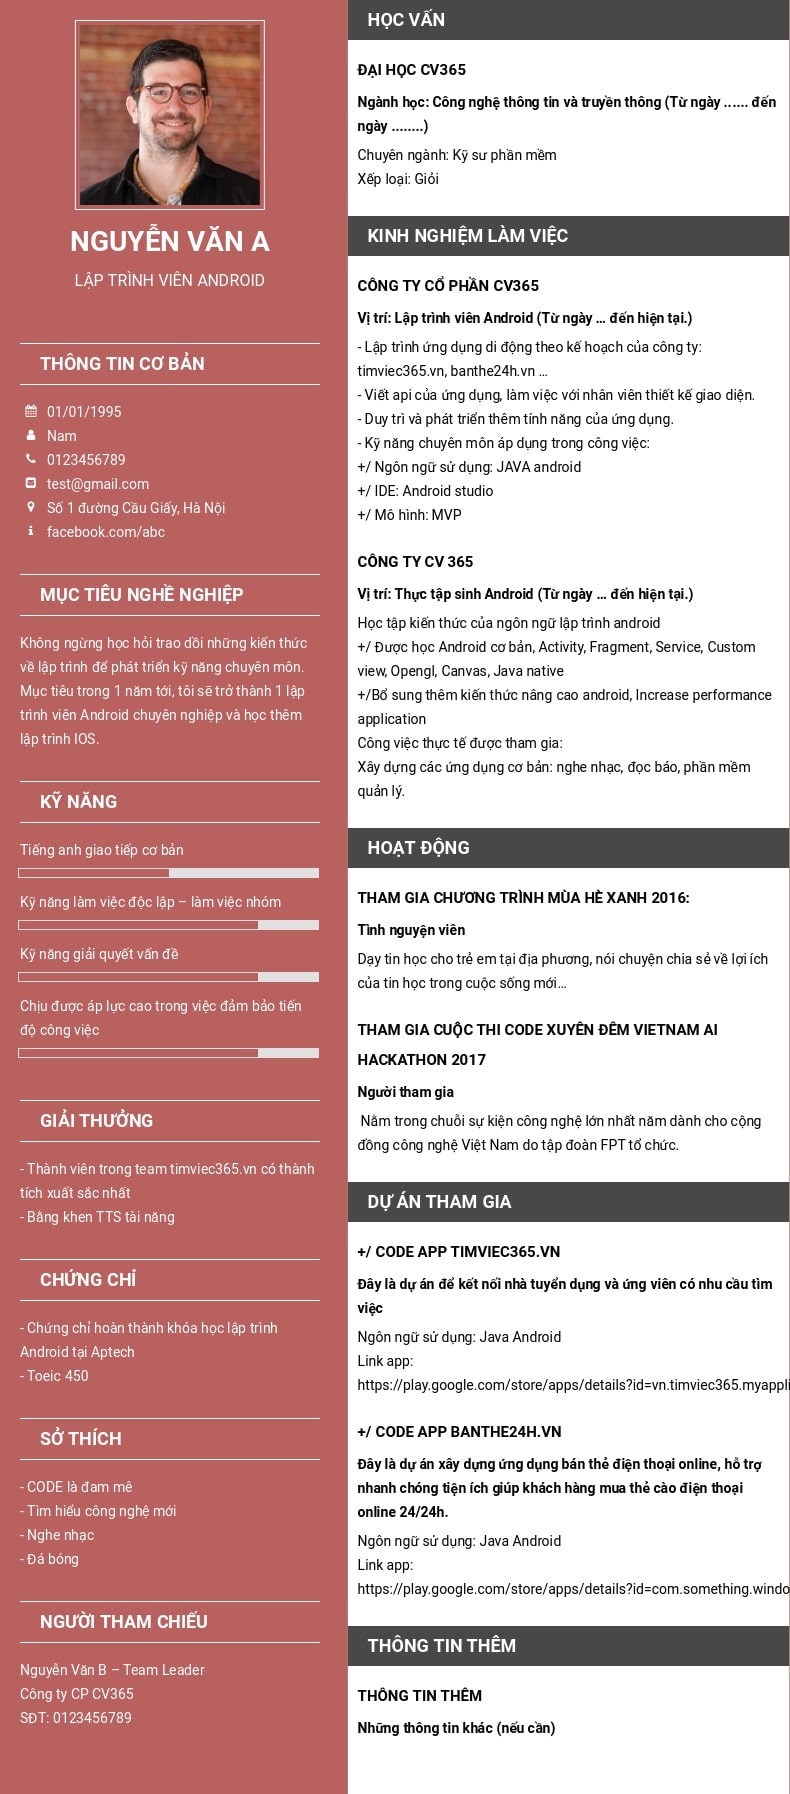 NGUYỄN VĂN A
LẬP TRÌNH VIÊN ANDROID
THÔNG TIN CƠ BẢN
01/01/1995
Nam
0123456789
test@gmail.com
Số 1 đường Cầu Giấy, Hà Nội
facebook.com/abc
MỤC TIÊU NGHỀ NGHIỆP
Không ngừng học hỏi trao dồi những kiến thức
về lập trình để phát triển kỹ năng chuyên môn.
Mục tiêu trong 1 năm tới, tôi sẽ trở thành 1 lập
trình viên Android chuyên nghiệp và học thêm
lập trình IOS.
KỸ NĂNG
Tiếng anh giao tiếp cơ bản
Kỹ năng làm việc độc lập – làm việc nhóm
Kỹ năng giải quyết vấn đề
Chịu được áp lực cao trong việc đảm bảo tiến
độ công việc
GIẢI THƯỞNG
- Thành viên trong team timviec365.vn có thành
tích xuất sắc nhất
- Bằng khen TTS tài năng
CHỨNG CHỈ
- Chứng chỉ hoàn thành khóa học lập trình
Android tại Aptech
- Toeic 450
SỞ THÍCH
- CODE là đam mê
- Tìm hiểu công nghệ mới
- Nghe nhạc
- Đá bóng
NGƯỜI THAM CHIẾU
Nguyễn Văn B – Team Leader
Công ty CP CV365
SĐT: 0123456789
HỌC VẤN
ĐẠI HỌC CV365
Ngành học: Công nghệ thông tin và truyền thông (Từ ngày ...... đến
ngày ........)
Chuyên ngành: Kỹ sư phần mềm
Xếp loại: Giỏi
KINH NGHIỆM LÀM VIỆC
CÔNG TY CỔ PHẦN CV365
Vị trí: Lập trình viên Android (Từ ngày ... đến hiện tại.)
- Lập trình ứng dụng di động theo kế hoạch của công ty:
timviec365.vn, banthe24h.vn ...
- Viết api của ứng dụng, làm việc với nhân viên thiết kế giao diện.
- Duy trì và phát triển thêm tính năng của ứng dụng.
- Kỹ năng chuyên môn áp dụng trong công việc:
+/ Ngôn ngữ sử dụng: JAVA android
+/ IDE: Android studio
+/ Mô hình: MVP
CÔNG TY CV 365
Vị trí: Thực tập sinh Android (Từ ngày ... đến hiện tại.)
Học tập kiến thức của ngôn ngữ lập trình android
+/ Được học Android cơ bản, Activity, Fragment, Service, Custom
view, Opengl, Canvas, Java native
+/Bổ sung thêm kiến thức nâng cao android, Increase performance
application
Công việc thực tế được tham gia:
Xây dựng các ứng dụng cơ bản: nghe nhạc, đọc báo, phần mềm
quản lý.
HOẠT ĐỘNG
THAM GIA CHƯƠNG TRÌNH MÙA HÈ XANH 2016:
Tình nguyện viên
Dạy tin học cho trẻ em tại địa phương, nói chuyện chia sẻ về lợi ích
của tin học trong cuộc sống mới...
THAM GIA CUỘC THI CODE XUYÊN ĐÊM VIETNAM AI
HACKATHON 2017
Người tham gia
Nằm trong chuỗi sự kiện công nghệ lớn nhất năm dành cho cộng
đồng công nghệ Việt Nam do tập đoàn FPT tổ chức.
DỰ ÁN THAM GIA
+/ CODE APP TIMVIEC365.VN
Đây là dự án để kết nối nhà tuyển dụng và ứng viên có nhu cầu tìm
việc
Ngôn ngữ sử dụng: Java Android
Link app:
https://play.google.com/store/apps/details?id=vn.timviec365.myappli
+/ CODE APP BANTHE24H.VN
Đây là dự án xây dựng ứng dụng bán thẻ điện thoại online, hỗ trợ
nhanh chóng tiện ích giúp khách hàng mua thẻ cào điện thoại
online 24/24h.
Ngôn ngữ sử dụng: Java Android
Link app:
https://play.google.com/store/apps/details?id=com.something.windo
THÔNG TIN THÊM
THÔNG TIN THÊM
Những thông tin khác (nếu cần)